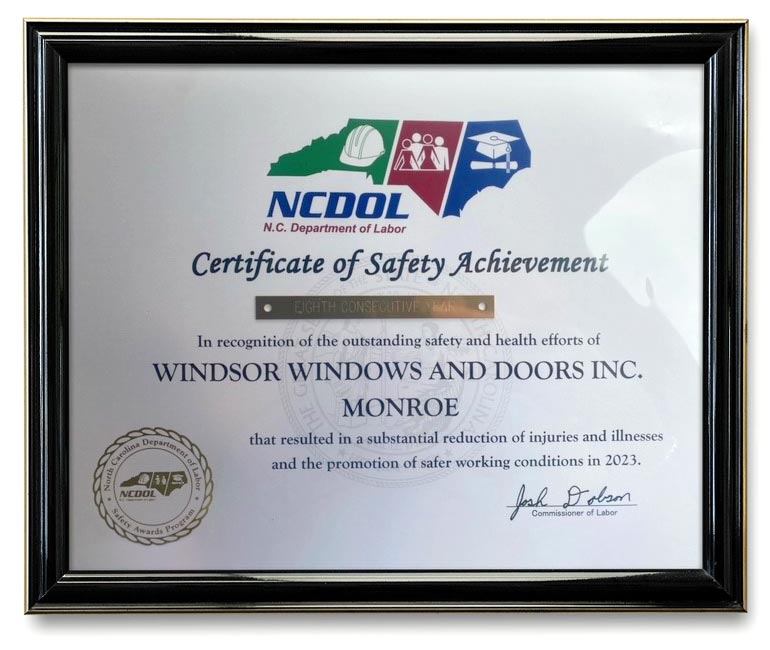 NCDOL
N.C. Department of Labor
Certificate of Safety Achievement
EIGHTH CONSECUTIVE YEAR
In recognition of the outstanding safety and health efforts of
WINDSOR WINDOWS AND DOORS INC.
MONROE
that resulted in a substantial reduction of injuries and illnesses
and the promotion of safer working conditions in 2023.
North Carolina Department of Labor
NCDOL
Safety Awards Program
Josh Dobson
Commissioner of Labor